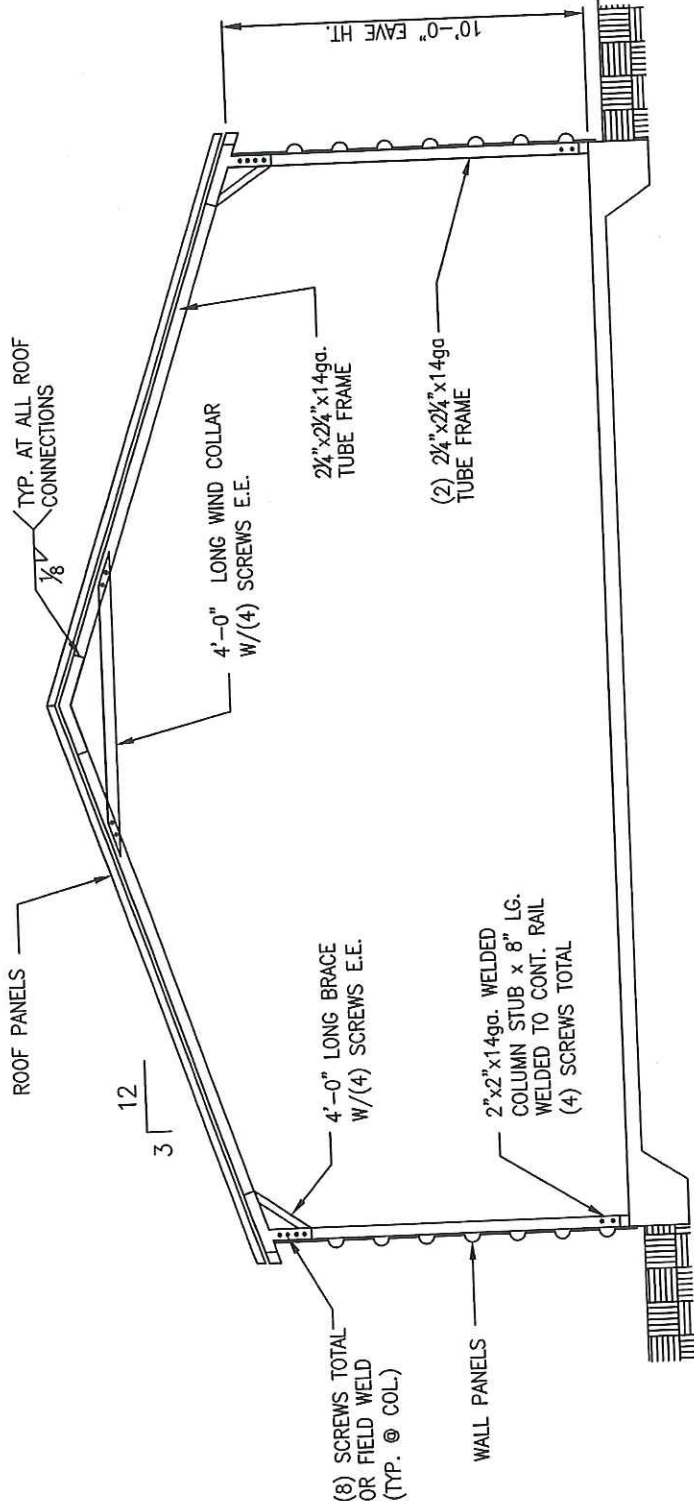 ROOF PANELS
12
3
1/8
TYP. AT ALL ROOF
CONNECTIONS
4'-0" LONG WIND COLLAR
W/(4) SCREWS E.E.
2¼"x2¼"x14ga.
TUBE FRAME
10'-0" EAVE HT.
4'-0" LONG BRACE
W/(4) SCREWS E.E.
(8) SCREWS TOTAL
OR FIELD WELD
(TYP. @ COL.)
(2) 2¼"x2¼"x14ga
TUBE FRAME
2"x2"x14ga. WELDED
COLUMN STUB x 8" LG.
WELDED TO CONT. RAIL
(4) SCREWS TOTAL
WALL PANELS